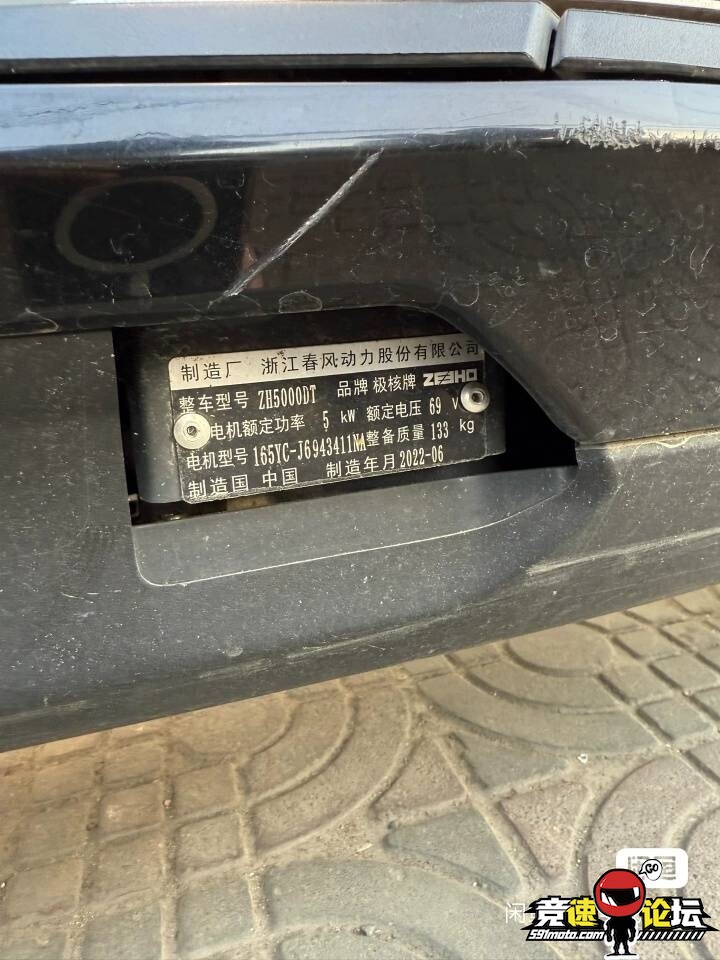 制造厂 浙江春风动力股份有限公司
整车型号 ZH5000DT 品牌 极核牌 ZEEHO
电机额定功率 5 kW 额定电压 69 V
电机型号 165YC-J6943411NA 整备质量 133 kg
制造国 中国 制造年月 2022-06
GO
闲
竞速论坛
591moto.com